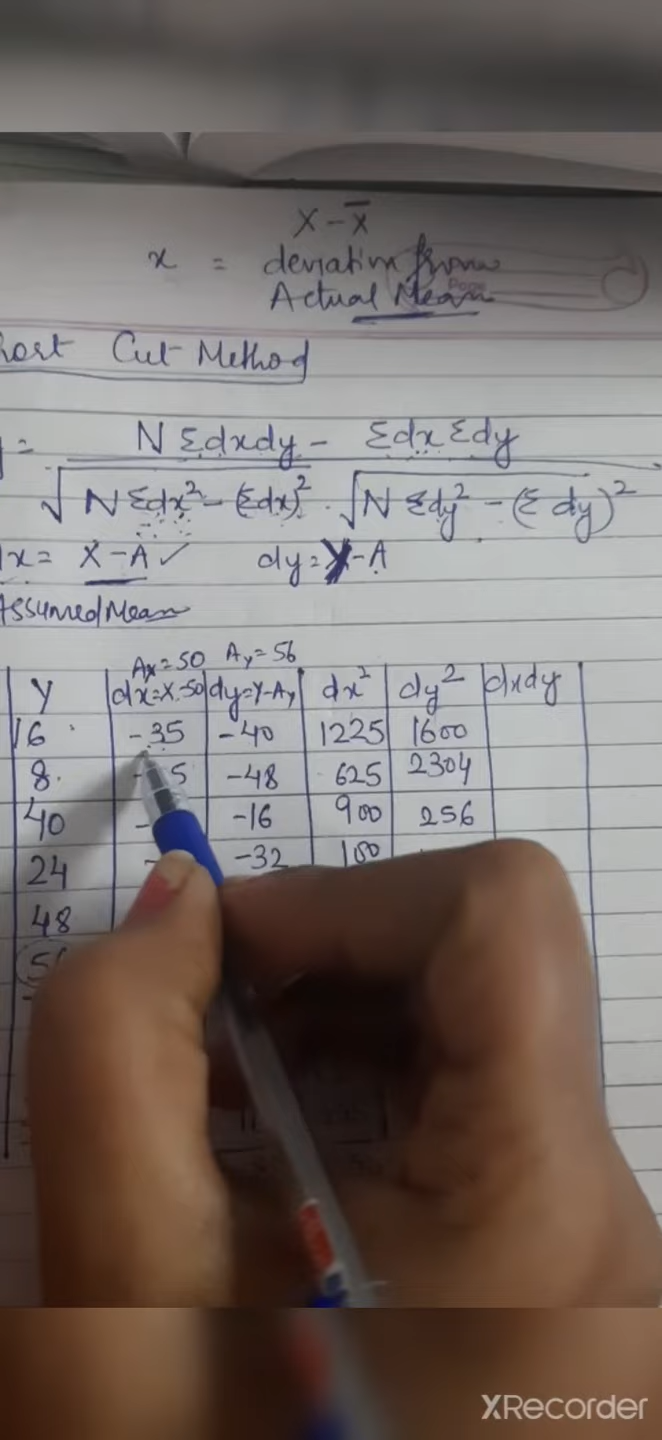 X - x̄
x = deviation from
Actual Mean
Cut Method
= N Σdxdy - Σdx Σdy
√N Σdx² - (Σdx)² . √N Σdy² - (Σdy)²
dx = X - A ✓ dy = Y - A
Assumed Mean
Ax = 50 Ay = 56
Y dx=X-50 dy=Y-Ay dx² dy² dxdy
16 -35 -40 1225 1600
8 -48 625 2304
40 -16 900 256
24 -32 100
48
XRecorder